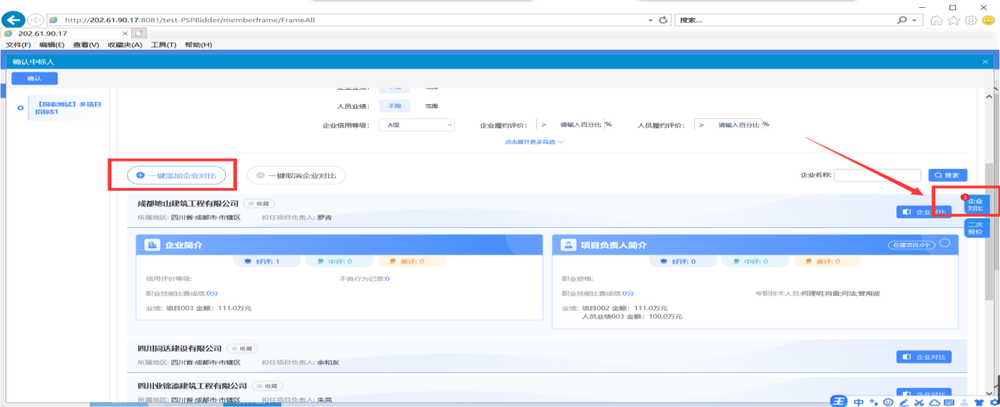 http://202.61.90.17:8081/test-PSPBidder/memberframe/FrameAll
搜索...
202.61.90.17
文件(F) 编辑(E) 查看(V) 收藏夹(A) 工具(T) 帮助(H)
确认中标人
确认
【国泰测试】多项目招标S1
人员业绩: 不限 范围
企业信用等级: A级 企业履约评价: ≥ 请输入百分比 % 人员履约评价: ≥ 请输入百分比 %
点击展开更多筛选
一键添加企业对比 一键取消企业对比 企业名称: 搜索
3 企业对比
成都地山建筑工程有限公司 收藏
所属地区: 四川省·成都市·市辖区 拟任项目负责人: 罗吉
企业对比
二次报价
企业简介
好评: 1 中评: 0 差评: 0
信用评价等级: 不良行为记录:0
职业技能比赛成绩:0分
业绩: 项目003 金额: 111.0万元
项目负责人简介 在建项目:0个
好评: 0 中评: 0 差评: 0
职业资格:
职业技能比赛成绩:0分 专职技术人员:何理明;肖雷;何洁;曾海波
业绩: 项目002 金额: 111.0万元
人员业绩003 金额: 100.0万元
四川同达建设有限公司 收藏
所属地区: 四川省·成都市·市辖区 拟任项目负责人: 余和友
企业对比
四川业锦添建筑工程有限公司 收藏
所属地区: 四川省·成都市·市辖区 拟任项目负责人: 朱亮
企业对比
王 中